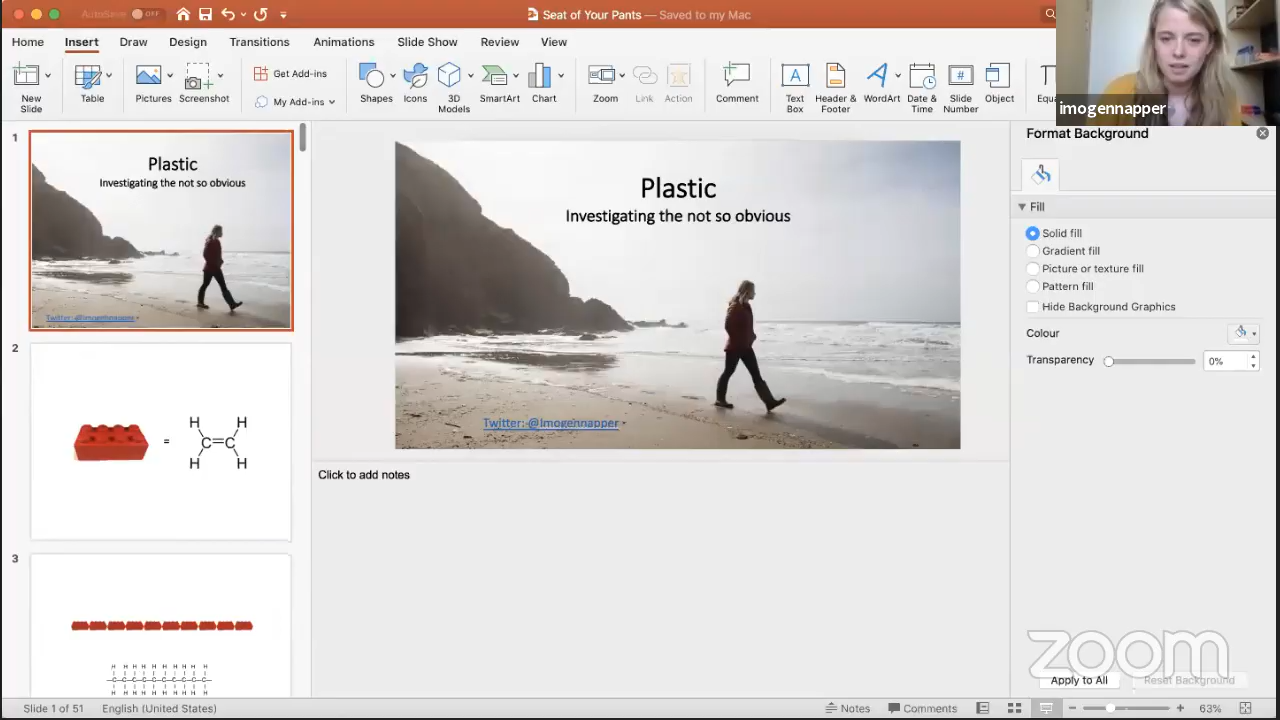 AutoSave OFF
Seat of Your Pants — Saved to my Mac
Home Insert Draw Design Transitions Animations Slide Show Review View
New Slide
Table
Pictures
Screenshot
Get Add-ins
My Add-ins
Shapes
Icons
3D Models
SmartArt
Chart
Zoom
Link
Action
Comment
Text Box
Header & Footer
WordArt
Date & Time
Slide Number
Object
imogennapper
1
Plastic
Investigating the not so obvious
Twitter: @Imogennapper
2
=
H H
C=C
H H
3
H H H H H H H H H
C C C C C C C C C
H H H H H H H H H
Plastic
Investigating the not so obvious
Twitter: @Imogennapper
Click to add notes
Format Background
Fill
Solid fill
Gradient fill
Picture or texture fill
Pattern fill
Hide Background Graphics
Colour
Transparency 0%
zoom
Apply to All Reset Background
Slide 1 of 51 English (United States) Notes Comments 63%